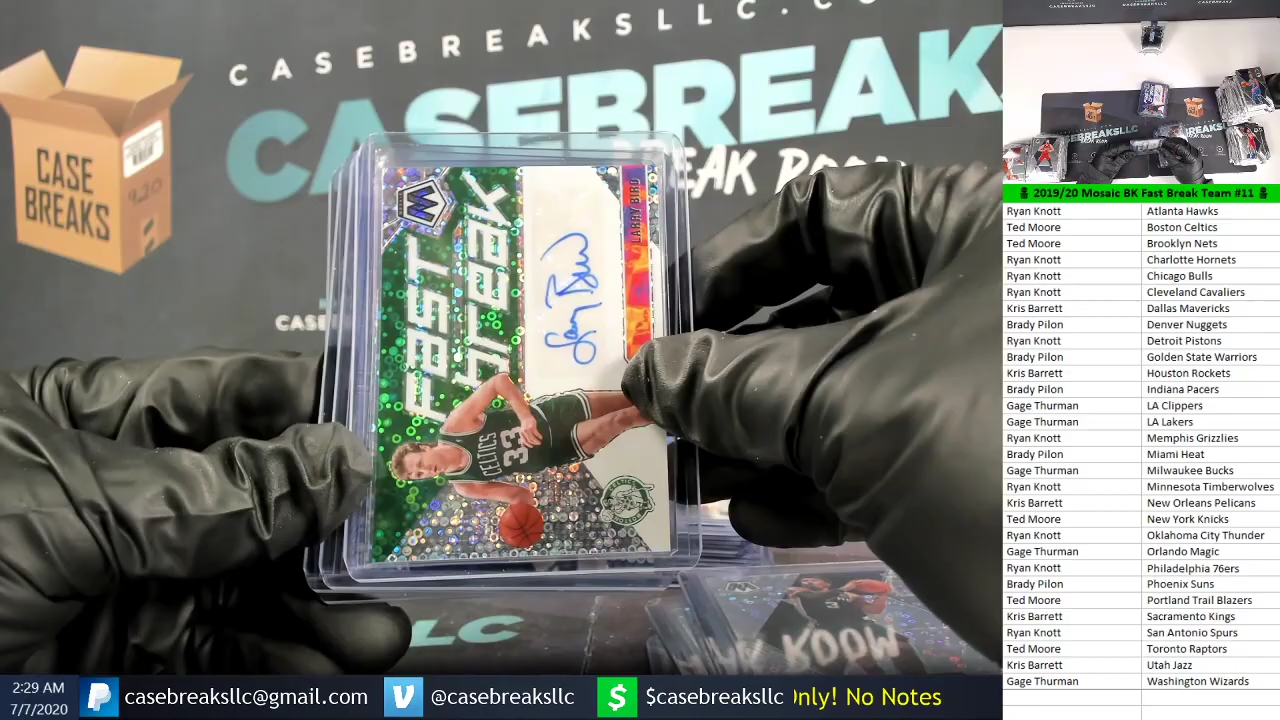 CASEBREAKSLLC.CO
CASEBREAK
BREAK ROOM
CASE
BREAKS
920
FAST
BREAK
LARRY BIRD
Larry Bird
CELTICS
33
CELTICS
LLC
2019/20 Mosaic BK Fast Break Team #11
Ryan Knott Atlanta Hawks
Ted Moore Boston Celtics
Ted Moore Brooklyn Nets
Ryan Knott Charlotte Hornets
Ryan Knott Chicago Bulls
Ryan Knott Cleveland Cavaliers
Kris Barrett Dallas Mavericks
Brady Pilon Denver Nuggets
Ryan Knott Detroit Pistons
Brady Pilon Golden State Warriors
Kris Barrett Houston Rockets
Brady Pilon Indiana Pacers
Gage Thurman LA Clippers
Gage Thurman LA Lakers
Ryan Knott Memphis Grizzlies
Brady Pilon Miami Heat
Gage Thurman Milwaukee Bucks
Ryan Knott Minnesota Timberwolves
Kris Barrett New Orleans Pelicans
Ted Moore New York Knicks
Ryan Knott Oklahoma City Thunder
Gage Thurman Orlando Magic
Ryan Knott Philadelphia 76ers
Brady Pilon Phoenix Suns
Ted Moore Portland Trail Blazers
Kris Barrett Sacramento Kings
Ryan Knott San Antonio Spurs
Ted Moore Toronto Raptors
Kris Barrett Utah Jazz
Gage Thurman Washington Wizards
2:29 AM
7/7/2020
casebreaksllc@gmail.com
@casebreaksllc
$casebreaksllc
Only! No Notes